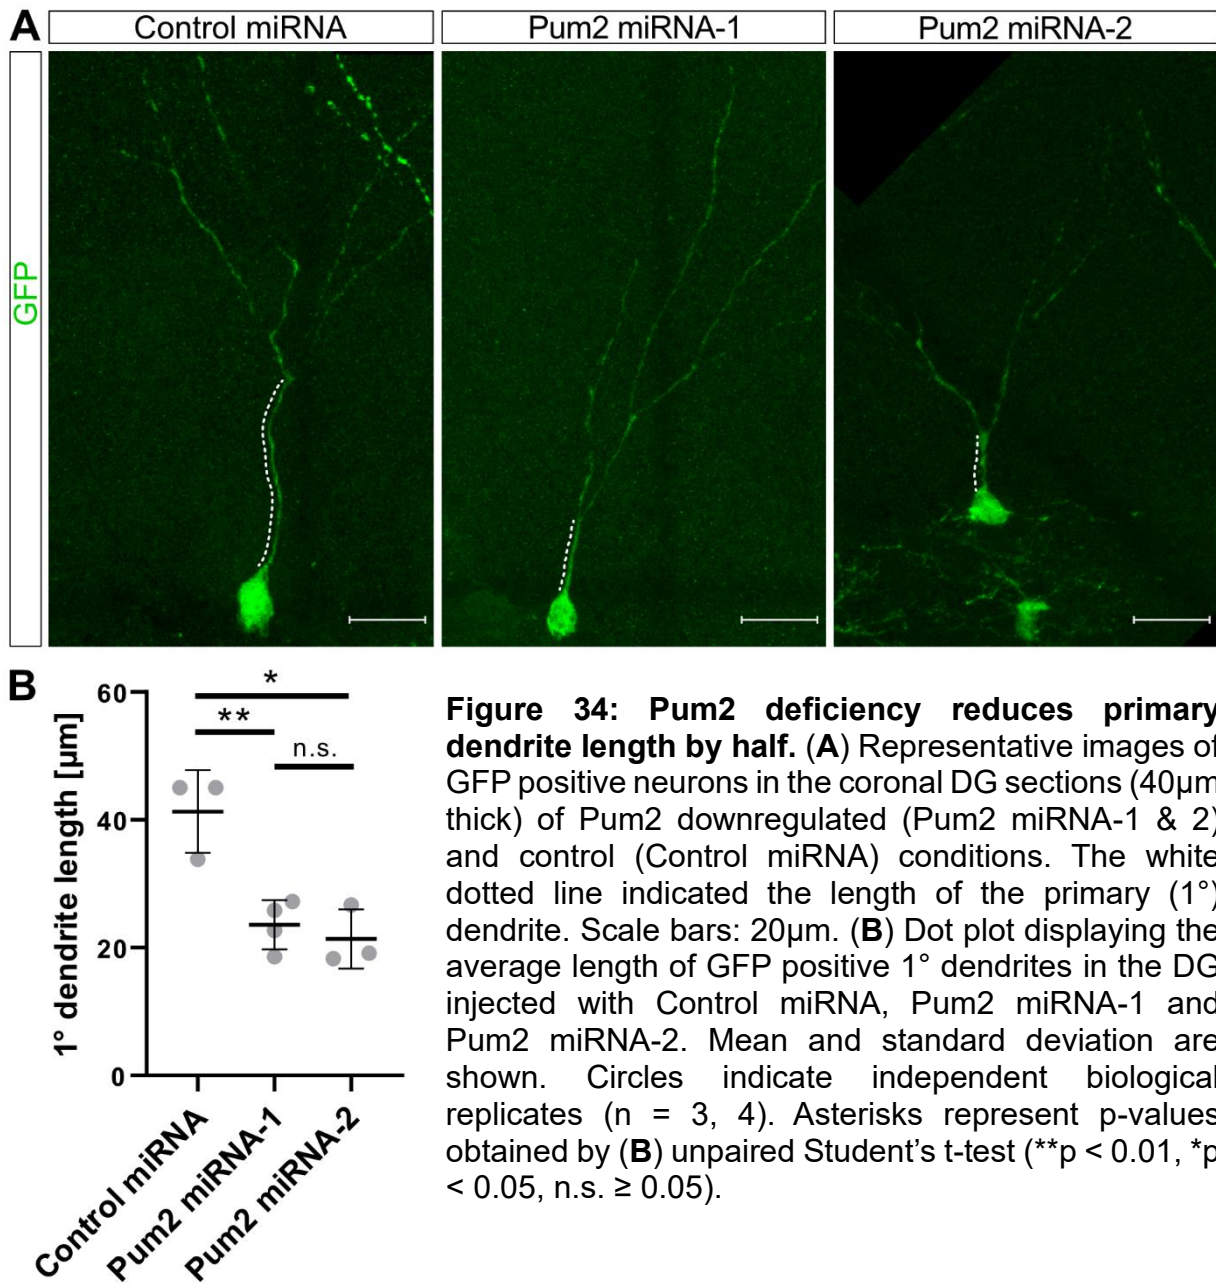 A
Control miRNA
Pum2 miRNA-1
Pum2 miRNA-2
GFP
B
1° dendrite length [µm]
60
40
20
0
*
**
n.s.
Control miRNA
Pum2 miRNA-1
Pum2 miRNA-2
Figure 34: Pum2 deficiency reduces primary
dendrite length by half. (A) Representative images of
GFP positive neurons in the coronal DG sections (40µm
thick) of Pum2 downregulated (Pum2 miRNA-1 & 2)
and control (Control miRNA) conditions. The white
dotted line indicated the length of the primary (1°)
dendrite. Scale bars: 20µm. (B) Dot plot displaying the
average length of GFP positive 1° dendrites in the DG
injected with Control miRNA, Pum2 miRNA-1 and
Pum2 miRNA-2. Mean and standard deviation are
shown. Circles indicate independent biological
replicates (n = 3, 4). Asterisks represent p-values
obtained by (B) unpaired Student’s t-test (**p < 0.01, *p
< 0.05, n.s. ≥ 0.05).